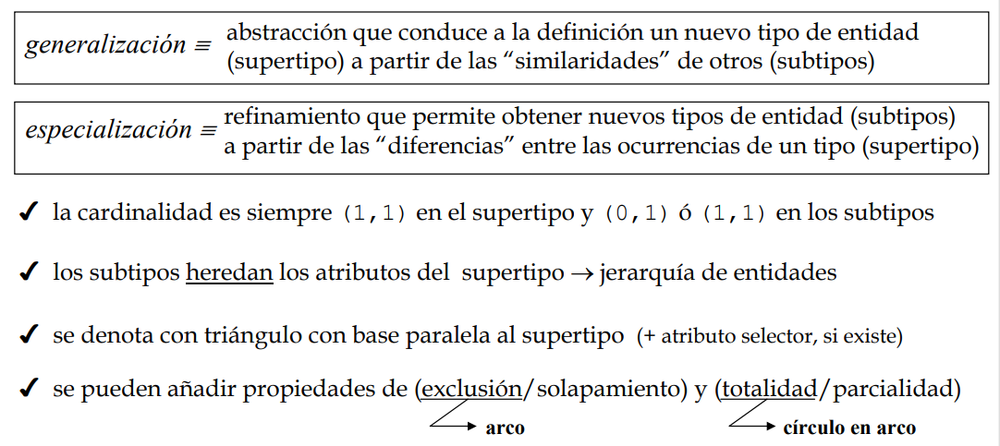 generalización ≡ abstracción que conduce a la definición un nuevo tipo de entidad
(supertipo) a partir de las “similaridades” de otros (subtipos)
especialización ≡ refinamiento que permite obtener nuevos tipos de entidad (subtipos)
a partir de las “diferencias” entre las ocurrencias de un tipo (supertipo)
✔ la cardinalidad es siempre (1,1) en el supertipo y (0,1) ó (1,1) en los subtipos
✔ los subtipos heredan los atributos del supertipo → jerarquía de entidades
✔ se denota con triángulo con base paralela al supertipo (+ atributo selector, si existe)
✔ se pueden añadir propiedades de (exclusión/solapamiento) y (totalidad/parcialidad)
arco círculo en arco